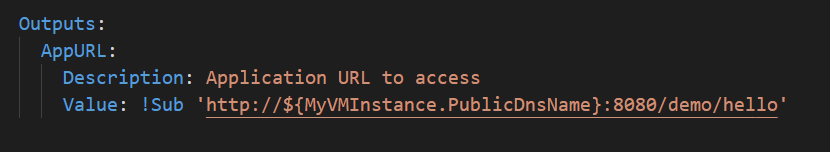 Outputs:
  AppURL:
    Description: Application URL to access
    Value: !Sub 'http://${MyVMInstance.PublicDnsName}:8080/demo/hello'